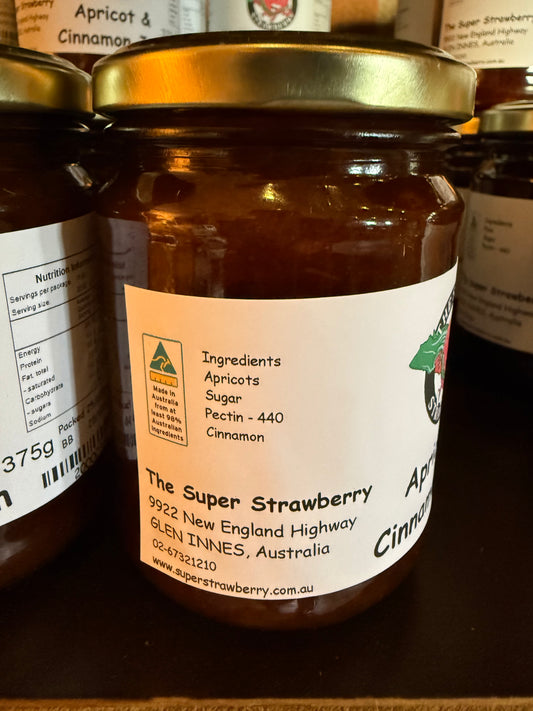 Apricot &
Cinnamon
The Super Strawberry
9922 New England Highway
GLEN INNES, Australia
Nutrition
Servings per package
Serving size
Energy
Protein
Fat, total
- saturated
Carbohydrate
- sugars
Sodium
375g
Packed
BB
Made in
Australia
from at
least 98%
Australian
ingredients
Ingredients
Apricots
Sugar
Pectin - 440
Cinnamon
The Super Strawberry
9922 New England Highway
GLEN INNES, Australia
02-67321210
www.superstrawberry.com.au